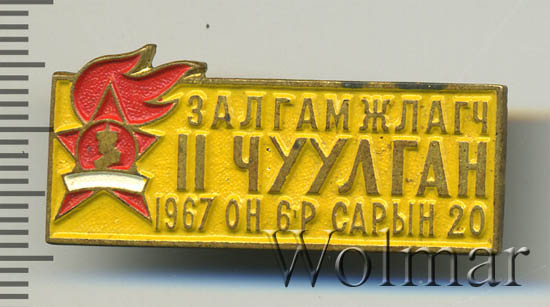 ЗАЛГАМЖЛАГЧ
II ЧУУЛГАН
1967 ОН 6'Р САРЫН 20
Wolmar